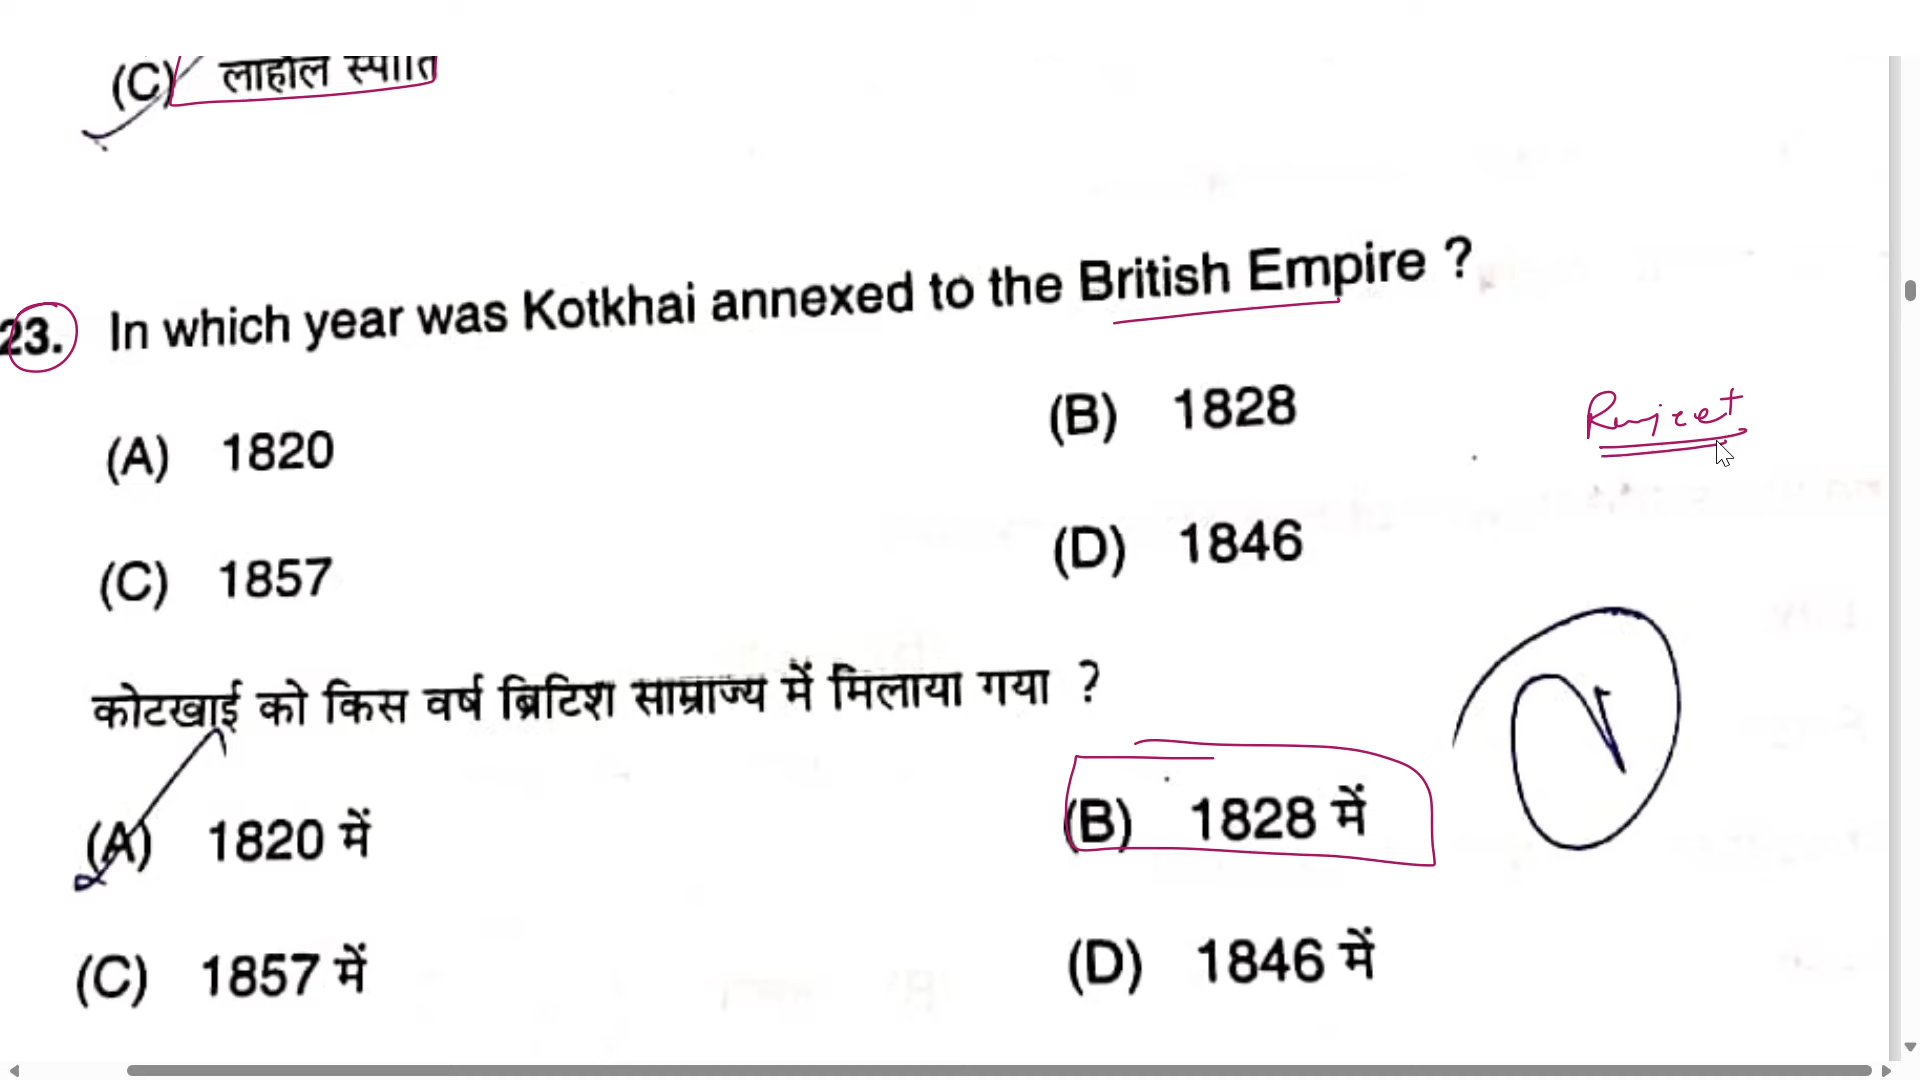 (C) लाहौल स्पीति
23. In which year was Kotkhai annexed to the British Empire ?
(A) 1820 (B) 1828
(C) 1857 (D) 1846
कोटखाई को किस वर्ष ब्रिटिश साम्राज्य में मिलाया गया ?
(A) 1820 में (B) 1828 में
(C) 1857 में (D) 1846 में